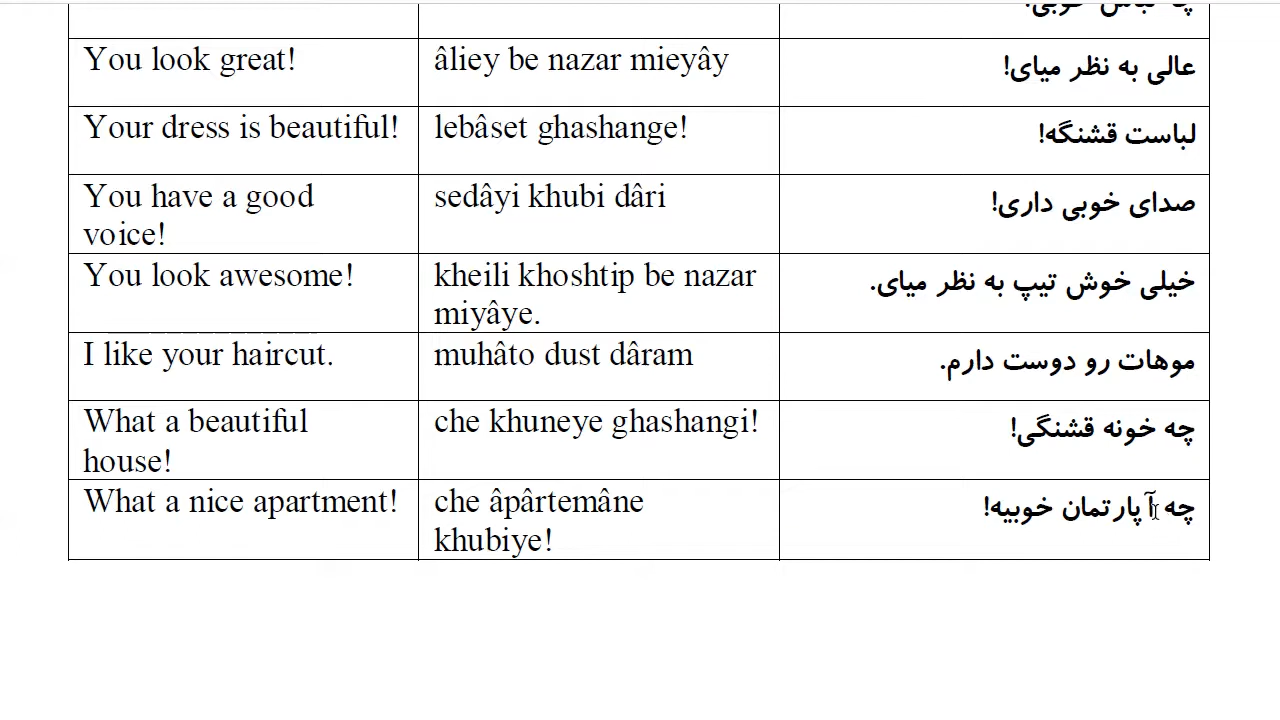 You look great! âliey be nazar mieyây عالی به نظر میای!
Your dress is beautiful! lebâset ghashange! لباست قشنگه!
You have a good sedâyi khubi dâri صدای خوبی داری!
voice!
You look awesome! kheili khoshtip be nazar خیلی خوش تیپ به نظر میای.
miyâye.
I like your haircut. muhâto dust dâram موهات رو دوست دارم.
What a beautiful che khuneye ghashangi! چه خونه قشنگی!
house!
What a nice apartment! che âpârtemâne چه آپارتمان خوبیه!
khubiye!